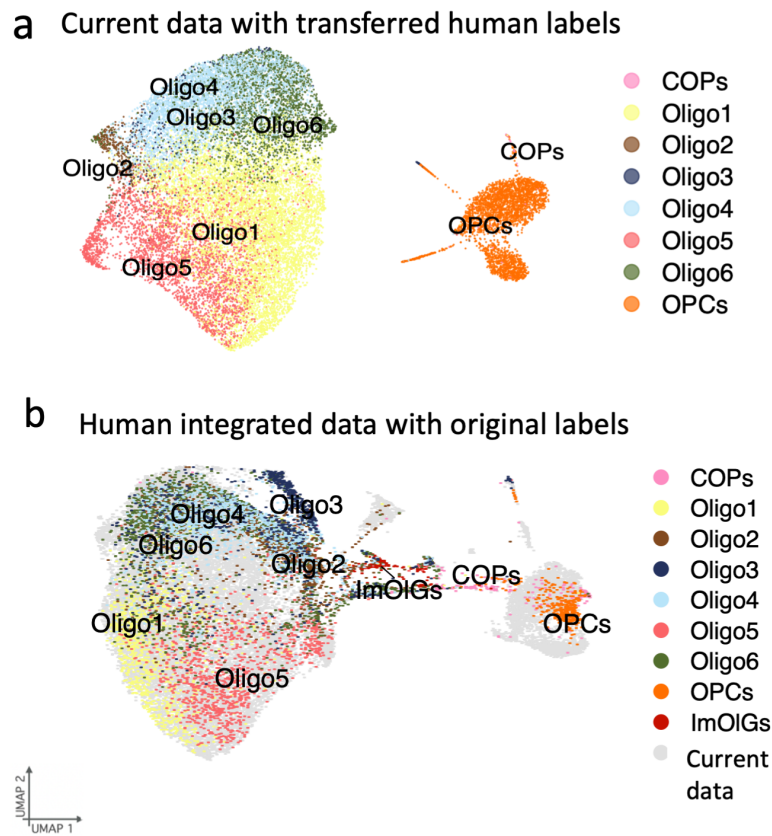 a Current data with transferred human labels
Oligo4
Oligo3
Oligo6
Oligo2
Oligo1
Oligo5
COPs
OPCs
COPs
Oligo1
Oligo2
Oligo3
Oligo4
Oligo5
Oligo6
OPCs
b Human integrated data with original labels
Oligo3
Oligo4
Oligo6
Oligo2
ImOlGs
COPs
Oligo1
OPCs
Oligo5
COPs
Oligo1
Oligo2
Oligo3
Oligo4
Oligo5
Oligo6
OPCs
ImOlGs
Current
data
UMAP 2
UMAP 1